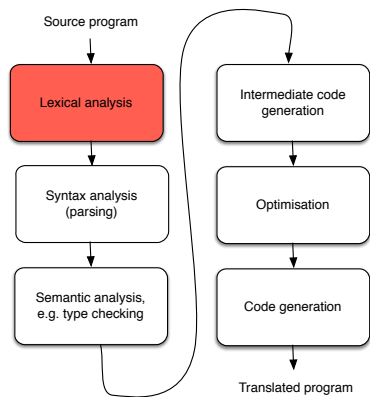 Source program
Lexical analysis
Syntax analysis
(parsing)
Semantic analysis,
e.g. type checking
Intermediate code
generation
Optimisation
Code generation
Translated program